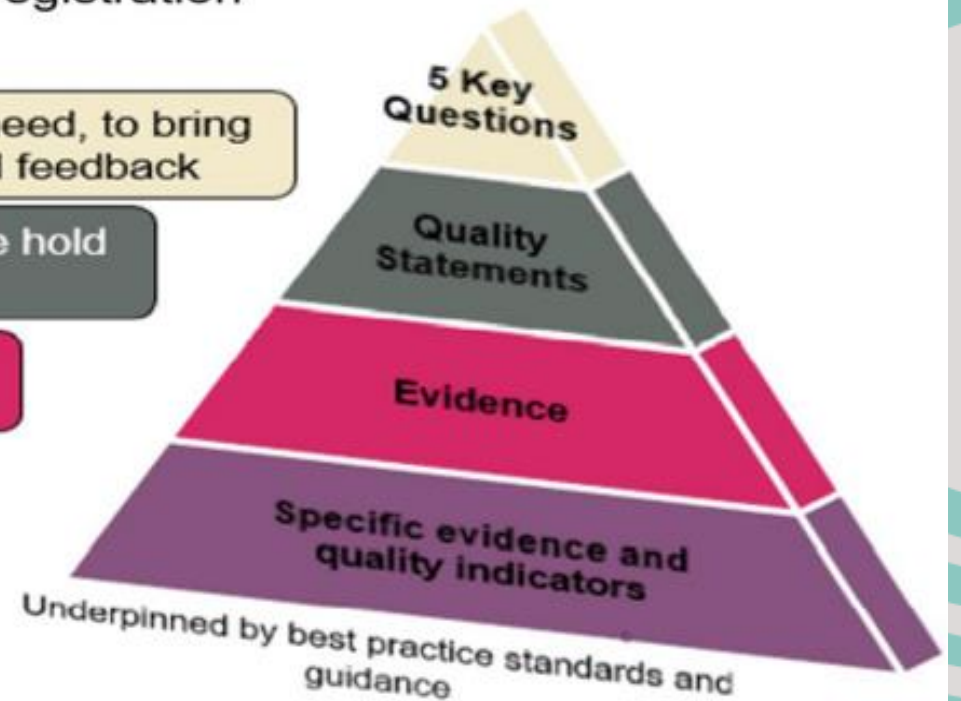 eed, to bring
feedback
e hold
5 Key
Questions
Quality
Statements
Evidence
Specific evidence and
quality indicators
Underpinned by best practice standards and
guidance